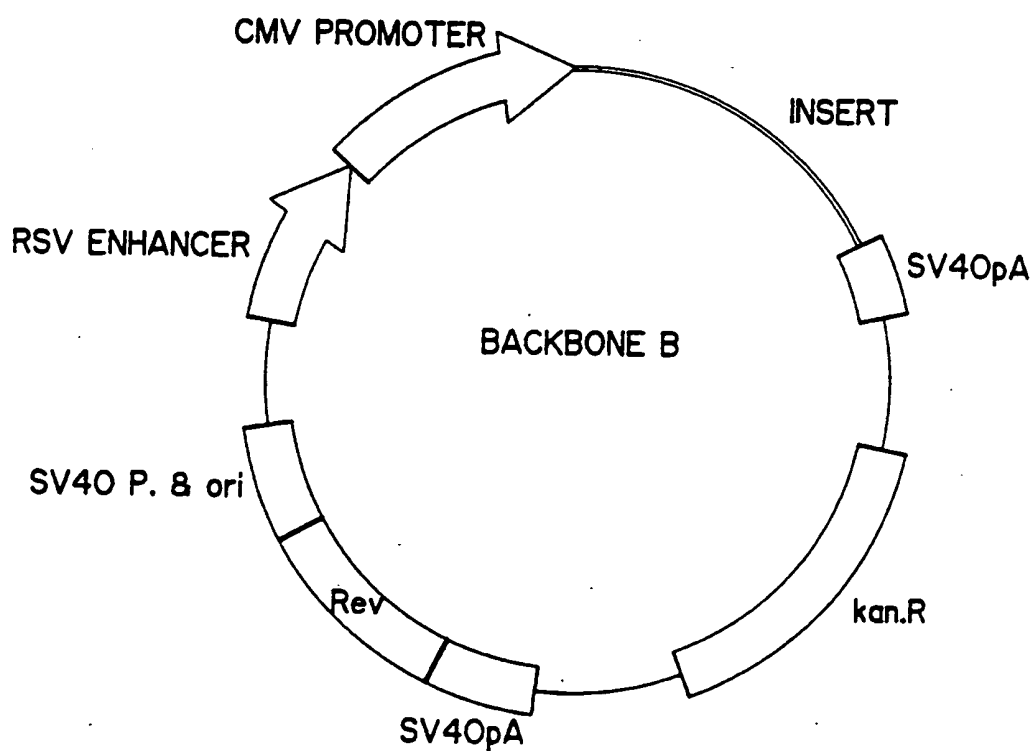 CMV PROMOTER
INSERT
RSV ENHANCER
SV40pA
BACKBONE B
SV40 P. & ori
Rev
kan.R
SV40pA